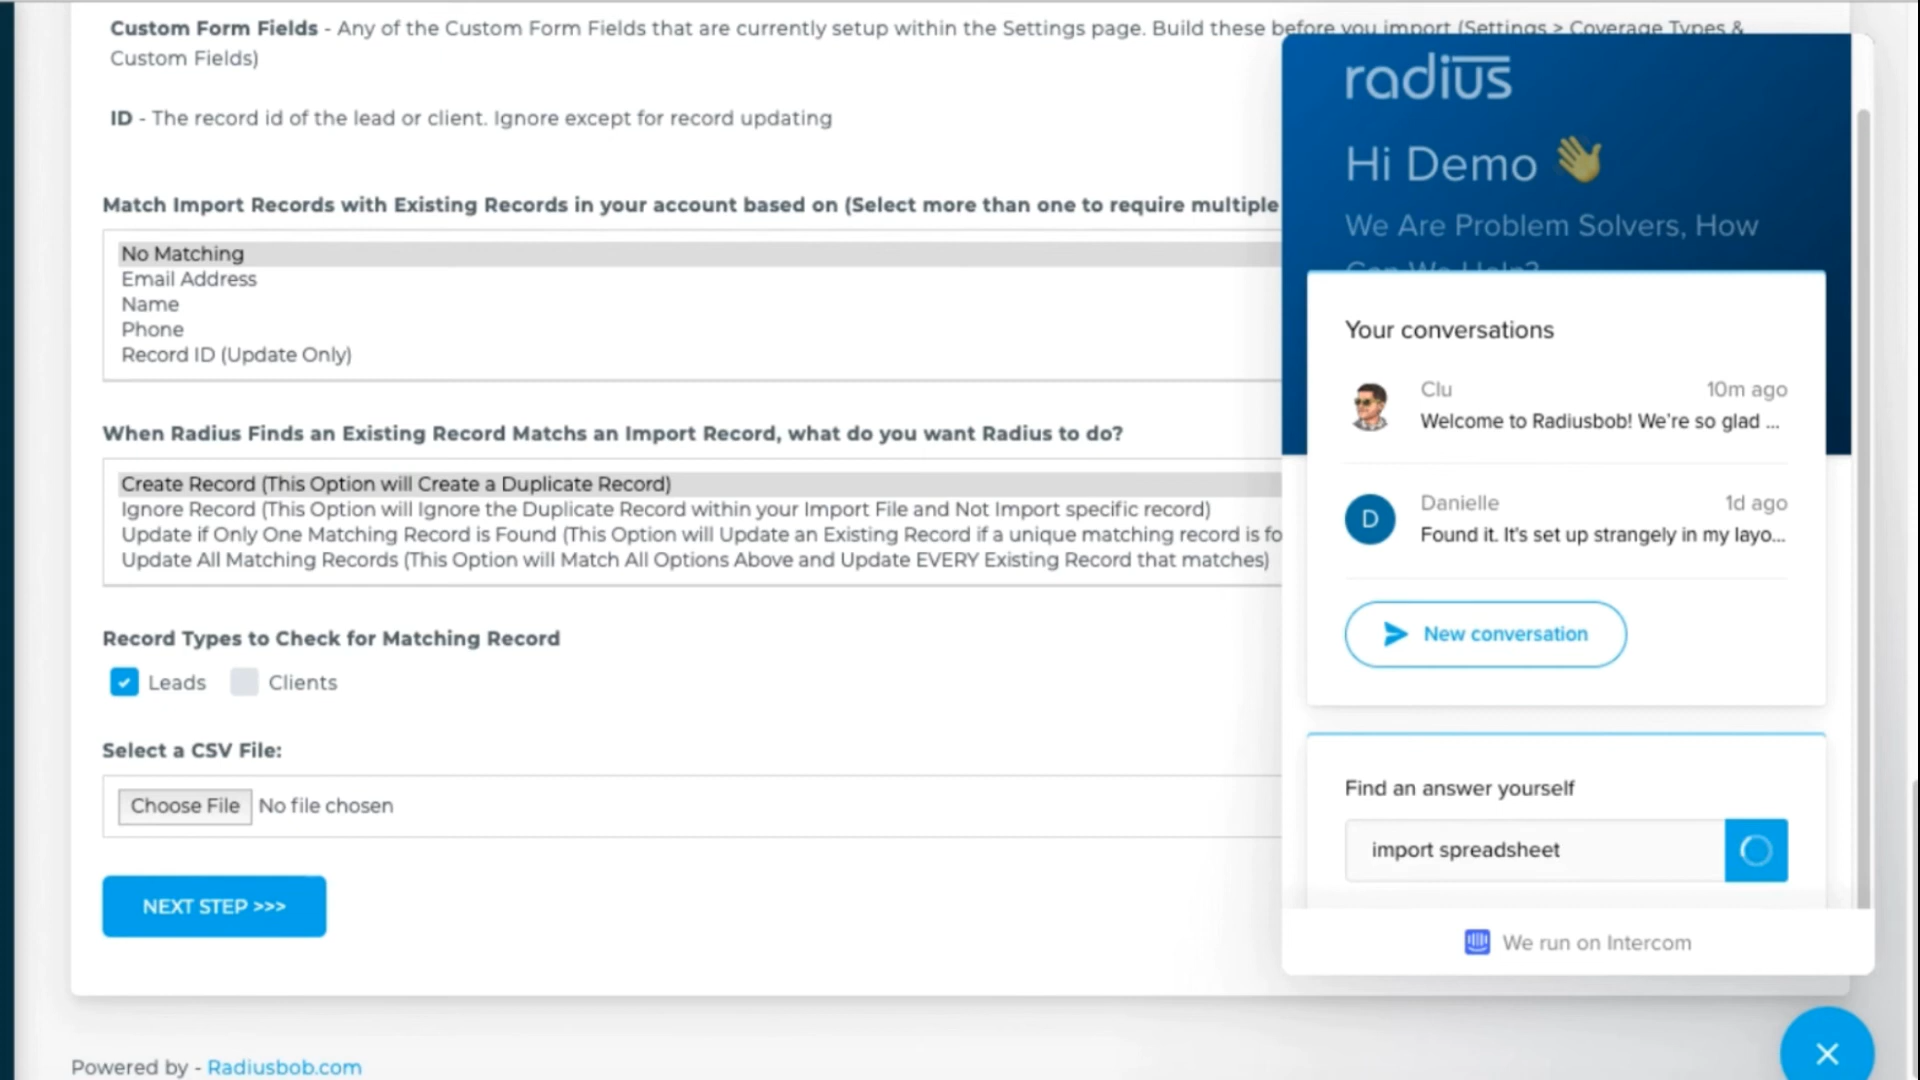 Custom Form Fields - Any of the Custom Form Fields that are currently setup within the Settings page. Build these before you import (Settings > Coverage Types &
Custom Fields)
ID - The record id of the lead or client. Ignore except for record updating
Match Import Records with Existing Records in your account based on (Select more than one to require multiple
No Matching
Email Address
Name
Phone
Record ID (Update Only)
When Radius Finds an Existing Record Matchs an Import Record, what do you want Radius to do?
Create Record (This Option will Create a Duplicate Record)
Ignore Record (This Option will Ignore the Duplicate Record within your Import File and Not Import specific record)
Update if Only One Matching Record is Found (This Option will Update an Existing Record if a unique matching record is fo
Update All Matching Records (This Option will Match All Options Above and Update EVERY Existing Record that matches)
Record Types to Check for Matching Record
Leads Clients
Select a CSV File:
Choose File No file chosen
NEXT STEP >>>
Powered by - Radiusbob.com
radius
Hi Demo 👋
We Are Problem Solvers, How
Can We Help?
Your conversations
Clu 10m ago
Welcome to Radiusbob! We're so glad ...
D
Danielle 1d ago
Found it. It's set up strangely in my layo...
New conversation
Find an answer yourself
import spreadsheet
We run on Intercom